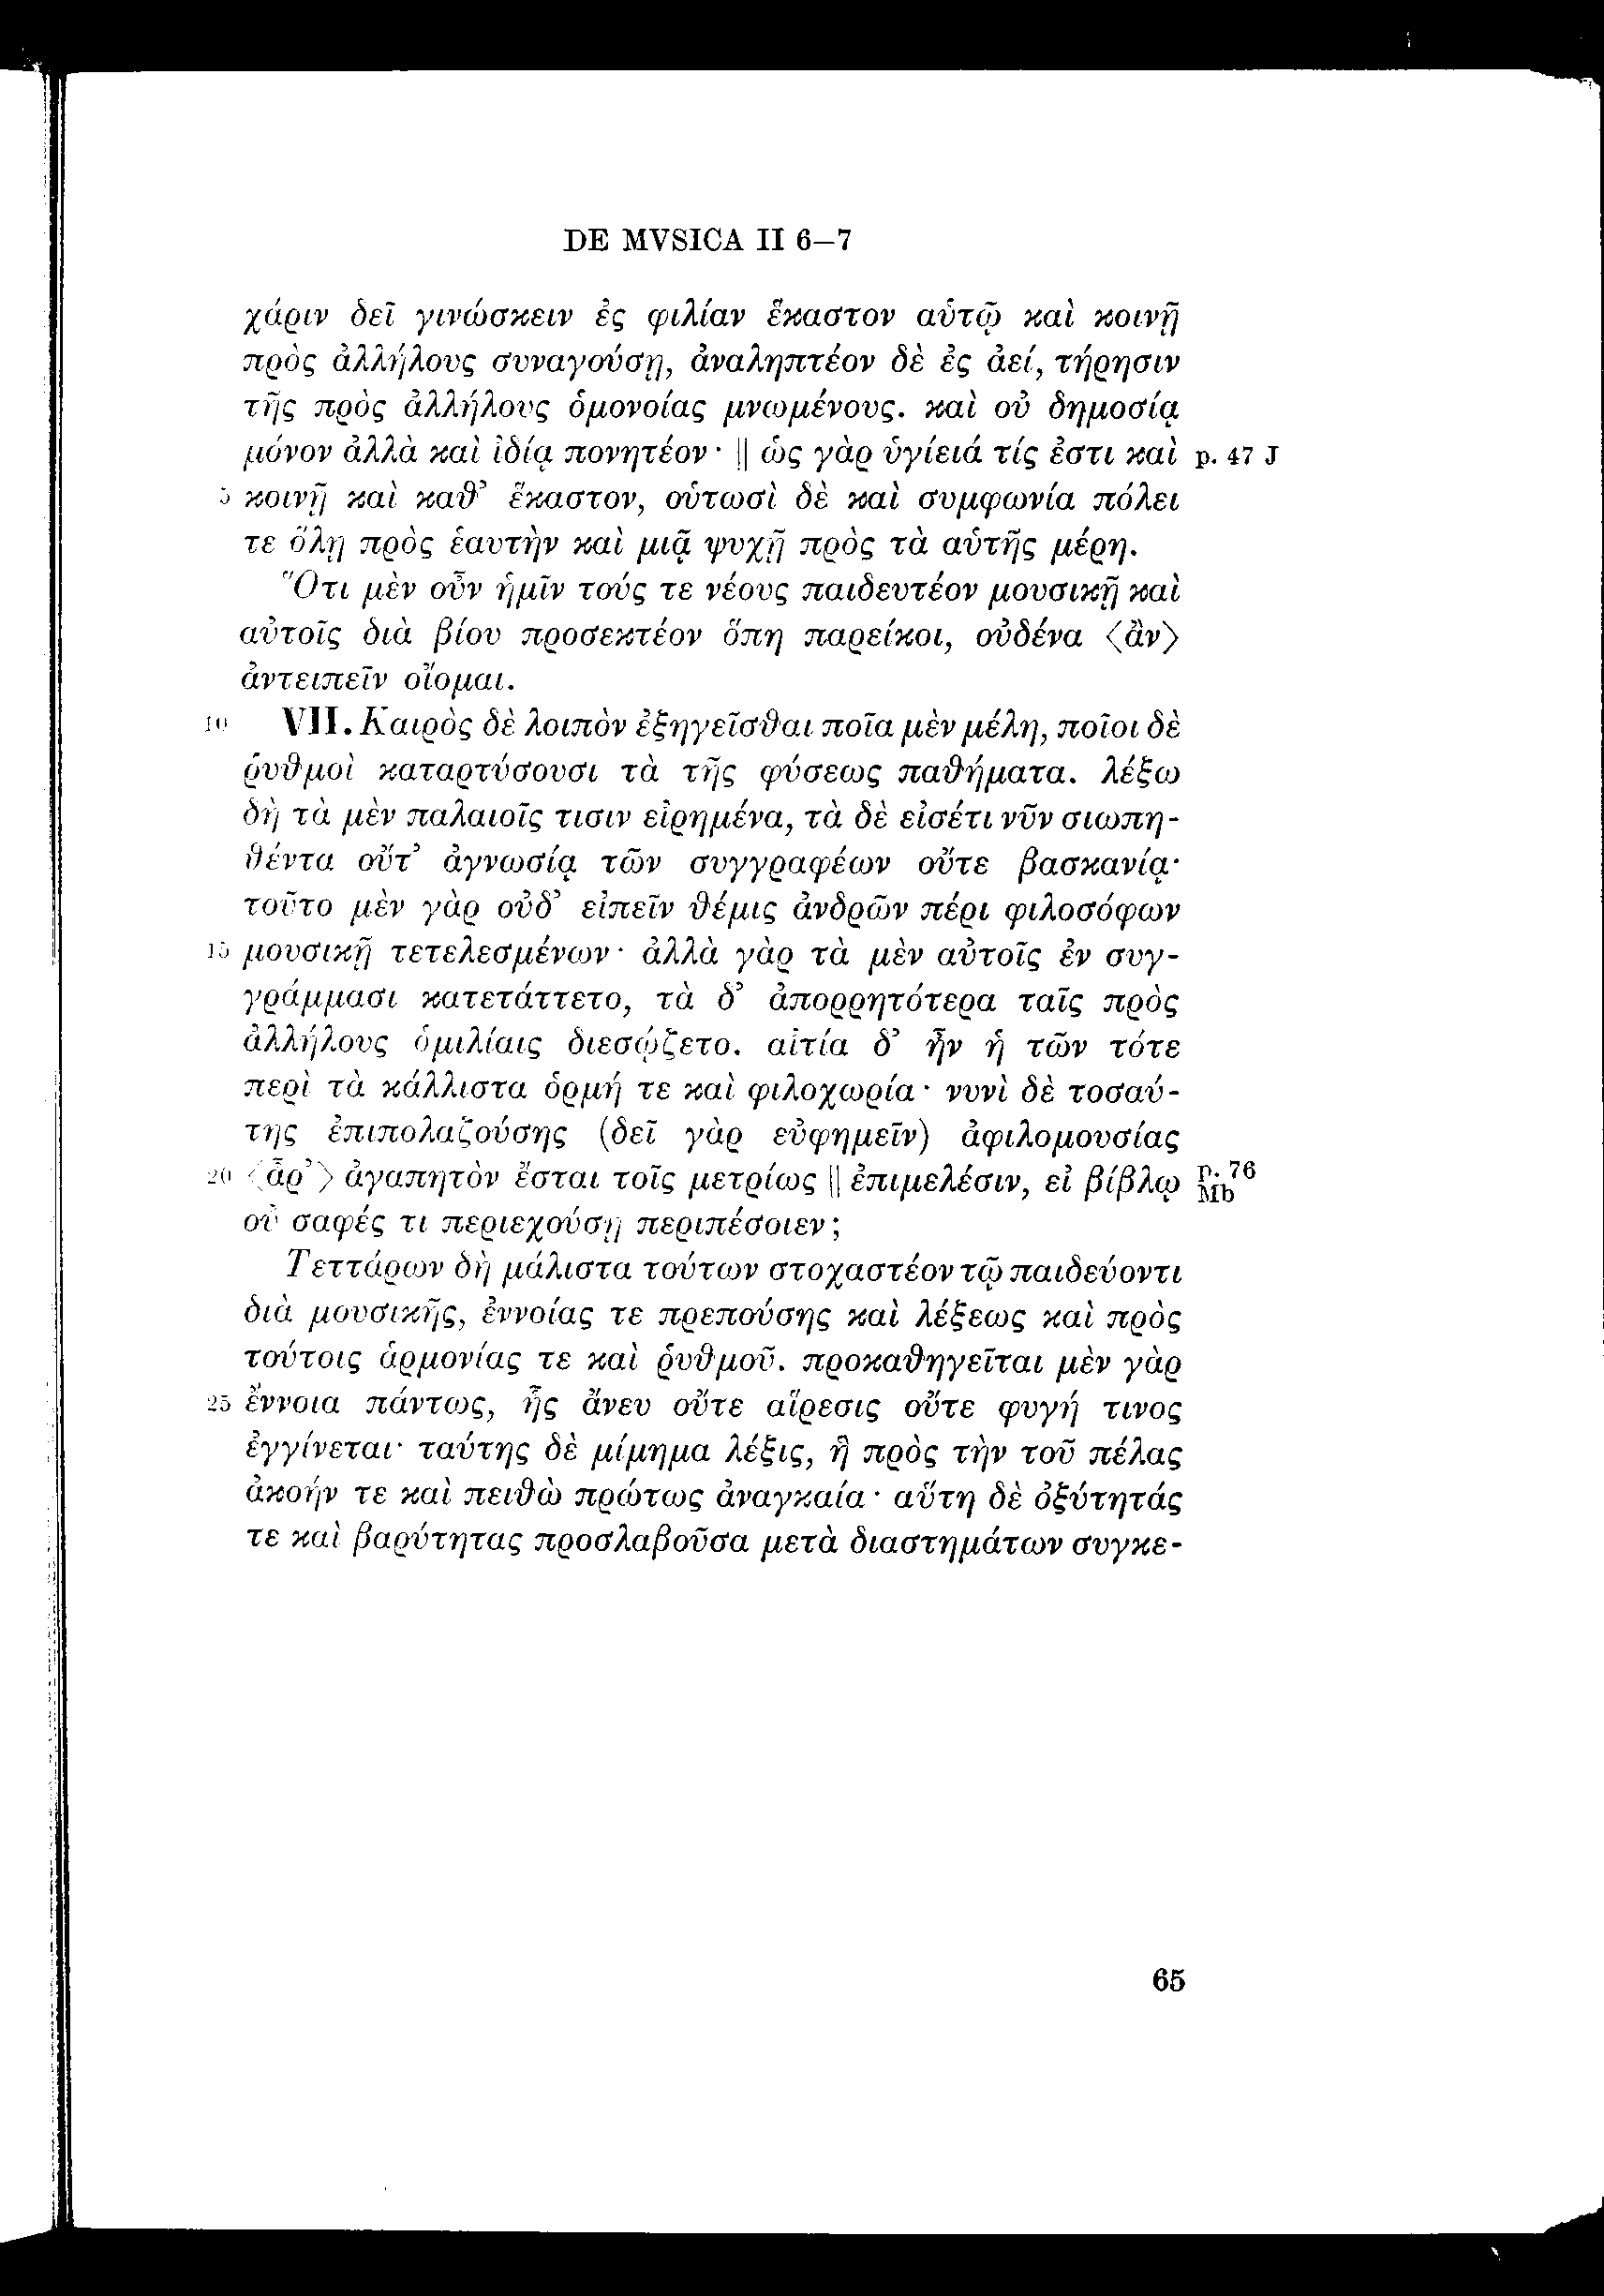 DE MVSICA II 6–7
χάριν δεῖ γινώσκειν ἐς φιλίαν ἕκαστον αὑτῷ καὶ κοινῇ
πρὸς ἀλλήλους συναγούσῃ, ἀναληπτέον δὲ ἐς ἀεί, τήρησιν
τῆς πρὸς ἀλλήλους ὁμονοίας μνωμένους. καὶ οὐ δημοσίᾳ
μόνον ἀλλὰ καὶ ἰδίᾳ πονητέον· || ὡς γὰρ ὑγίειά τίς ἐστι καὶ p. 47 J
5 κοινῇ καὶ καθ’ ἕκαστον, οὑτωσὶ δὲ καὶ συμφωνία πόλει
τε ὅλῃ πρὸς ἑαυτὴν καὶ μιᾷ ψυχῇ πρὸς τὰ αὑτῆς μέρη.
Ὅτι μὲν οὖν ἡμῖν τούς τε νέους παιδευτέον μουσικῇ καὶ
αὐτοῖς διὰ βίου προσεκτέον ὅπῃ παρείκοι, οὐδένα ⟨ἂν⟩
ἀντειπεῖν οἴομαι.
10 VII. Καιρὸς δὲ λοιπὸν ἐξηγεῖσθαι ποῖα μὲν μέλη, ποῖοι δὲ
ῥυθμοὶ καταρτύσουσι τὰ τῆς φύσεως παθήματα. λέξω
δὴ τὰ μὲν παλαιοῖς τισιν εἰρημένα, τὰ δὲ εἰσέτι νῦν σιωπη-
θέντα οὔτ’ ἀγνωσίᾳ τῶν συγγραφέων οὔτε βασκανίᾳ·
τοῦτο μὲν γὰρ οὐδ’ εἰπεῖν θέμις ἀνδρῶν πέρι φιλοσόφων
15 μουσικῇ τετελεσμένων· ἀλλὰ γὰρ τὰ μὲν αὐτοῖς ἐν συγ-
γράμμασι κατετάττετο, τὰ δ’ ἀπορρητότερα ταῖς πρὸς
ἀλλήλους ὁμιλίαις διεσῴζετο. αἰτία δ’ ἦν ἡ τῶν τότε
περὶ τὰ κάλλιστα ὁρμή τε καὶ φιλοχωρία· νυνὶ δὲ τοσαύ-
της ἐπιπολαζούσης (δεῖ γὰρ εὐφημεῖν) ἀφιλομουσίας
20 ⟨ἆρ’⟩ ἀγαπητὸν ἔσται τοῖς μετρίως || ἐπιμελέσιν, εἰ βίβλῳ p. 76 Mb
οὐ σαφές τι περιεχούσῃ περιπέσοιεν;
Τεττάρων δὴ μάλιστα τούτων στοχαστέον τῷ παιδεύοντι
διὰ μουσικῆς, ἐννοίας τε πρεπούσης καὶ λέξεως καὶ πρὸς
τούτοις ἁρμονίας τε καὶ ῥυθμοῦ. προκαθηγεῖται μὲν γὰρ
25 ἔννοια πάντως, ἧς ἄνευ οὔτε αἵρεσις οὔτε φυγή τινος
ἐγγίνεται· ταύτης δὲ μίμημα λέξις, ἣ πρὸς τὴν τοῦ πέλας
ἀκοήν τε καὶ πειθὼ πρώτως ἀναγκαία· αὕτη δὲ ὀξύτητάς
τε καὶ βαρύτητας προσλαβοῦσα μετὰ διαστημάτων συγκε-
65